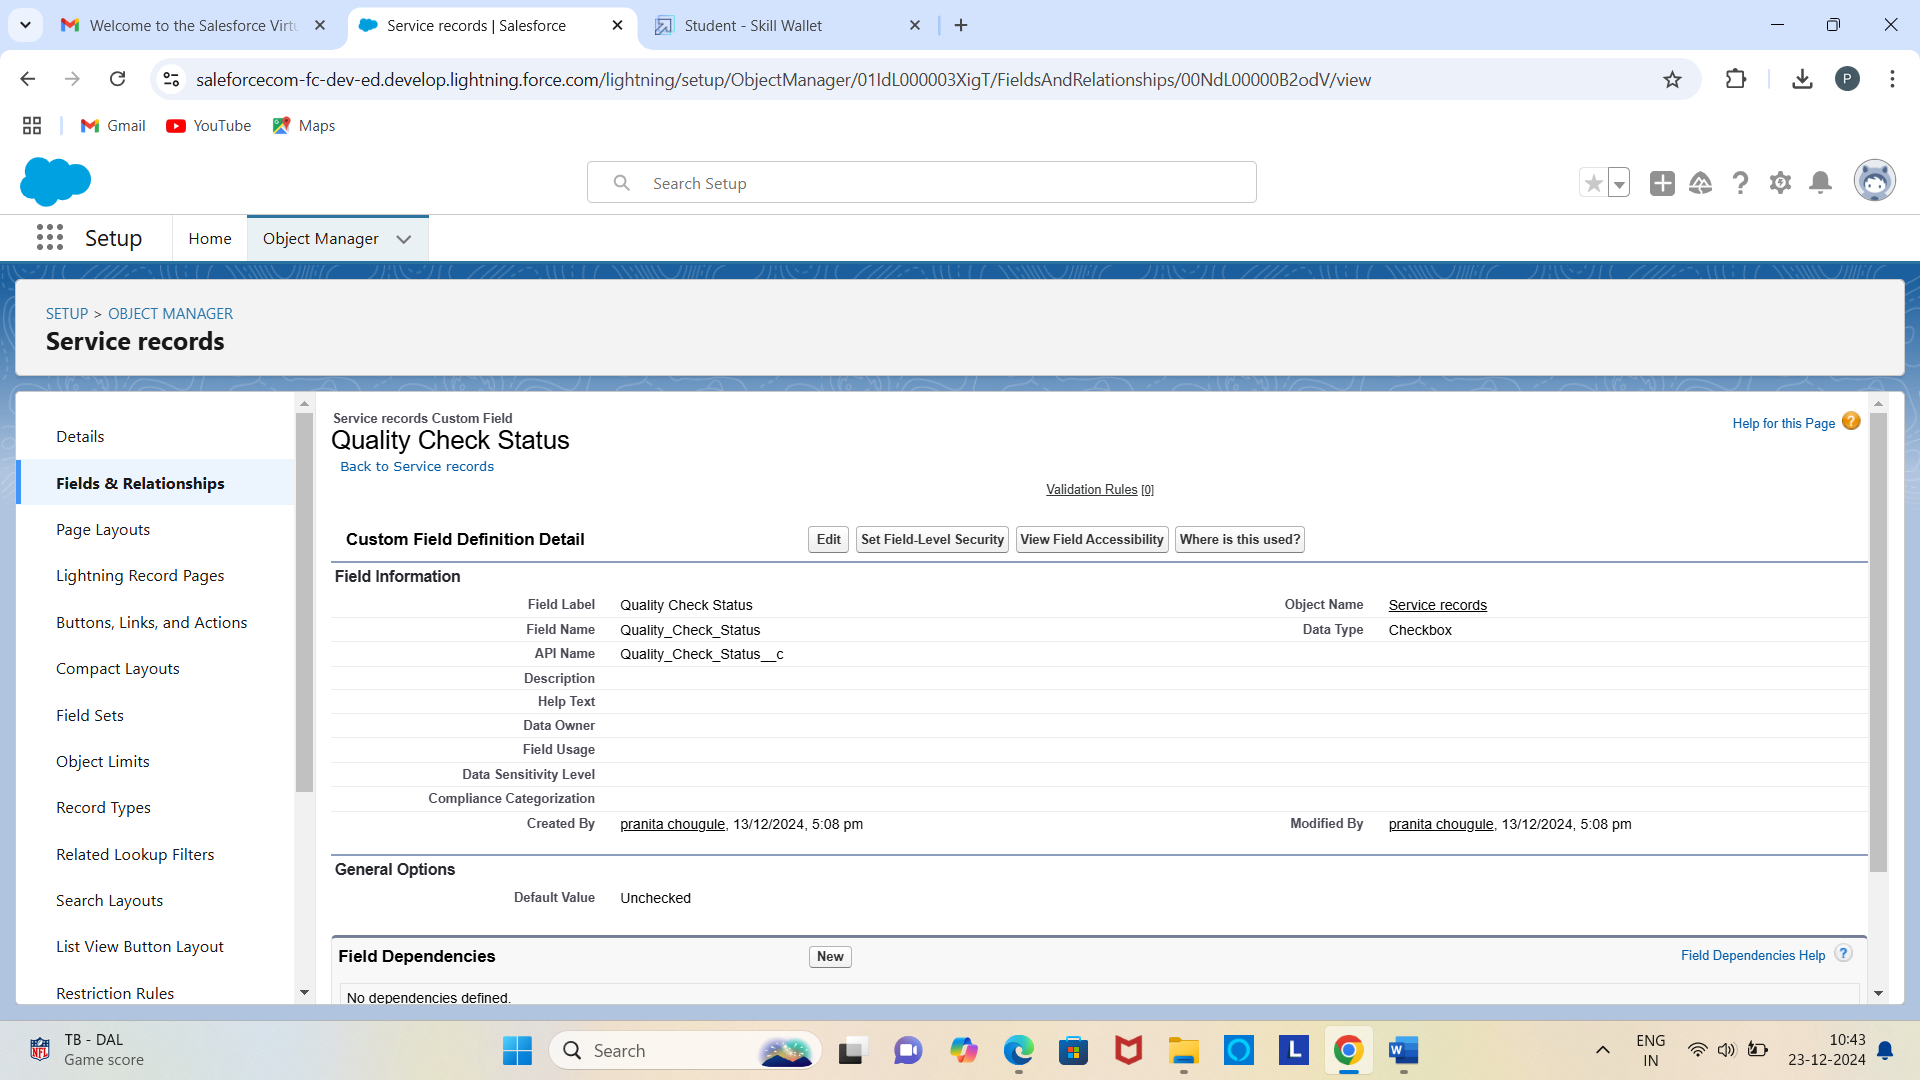 Welcome to the Salesforce Virtu
Service records | Salesforce
Student - Skill Wallet
saleforcecom-fc-dev-ed.develop.lightning.force.com/lightning/setup/ObjectManager/01IdL000003XigT/FieldsAndRelationships/00NdL00000B2odV/view
P
Gmail
YouTube
Maps
Search Setup
Setup
Home
Object Manager
SETUP > OBJECT MANAGER
Service records
Details
Fields & Relationships
Page Layouts
Lightning Record Pages
Buttons, Links, and Actions
Compact Layouts
Field Sets
Object Limits
Record Types
Related Lookup Filters
Search Layouts
List View Button Layout
Restriction Rules
Service records Custom Field
Quality Check Status
Back to Service records
Help for this Page
Validation Rules [0]
Custom Field Definition Detail
Edit
Set Field-Level Security
View Field Accessibility
Where is this used?
Field Information
Field Label Quality Check Status Object Name Service records
Field Name Quality_Check_Status Data Type Checkbox
API Name Quality_Check_Status__c
Description
Help Text
Data Owner
Field Usage
Data Sensitivity Level
Compliance Categorization
Created By pranita chougule, 13/12/2024, 5:08 pm Modified By pranita chougule, 13/12/2024, 5:08 pm
General Options
Default Value Unchecked
Field Dependencies New Field Dependencies Help
No dependencies defined.
NFL
TB - DAL
Game score
Search
L
W
ENG
IN
10:43
23-12-2024